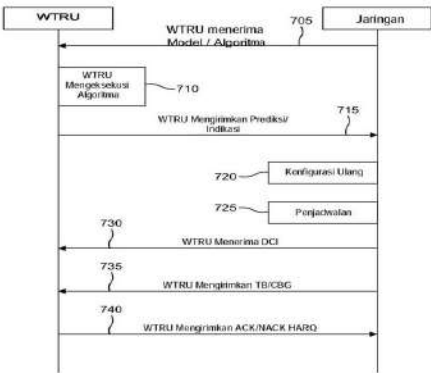 WTRU
Jaringan
705
WTRU menerima
Model / Algoritma
WTRU
Mengeksekusi
Algoritma
710
715
WTRU Mengirimkan Prediksi/
Indikasi
720
Konfigurasi Ulang
725
Penjadwalan
730
WTRU Menerima DCI
735
WTRU Mengirimkan TB/CBG
740
WTRU Mengirimkan ACK/NACK HARQ